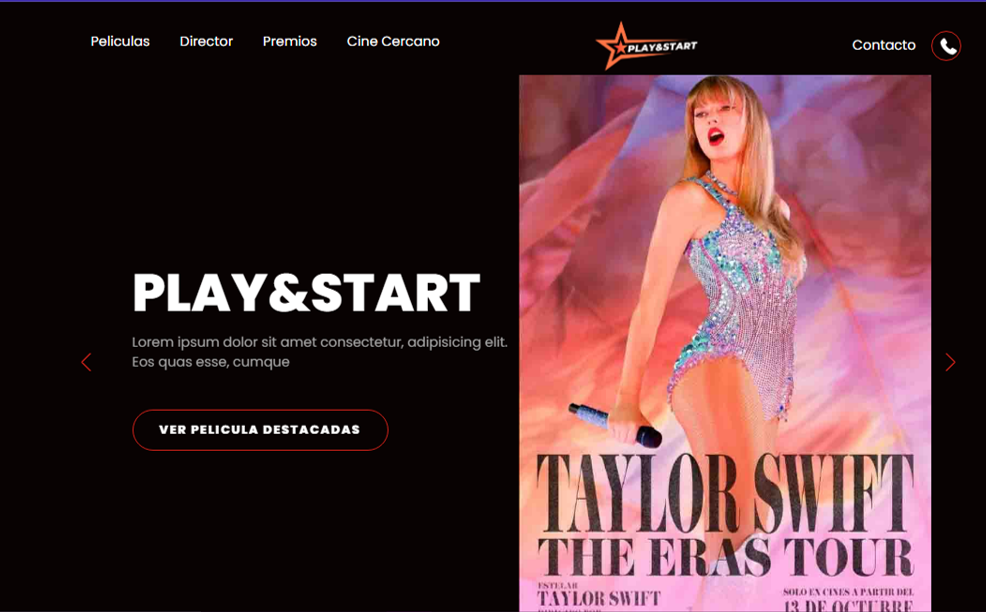 Peliculas
Director
Premios
Cine Cercano
PLAY&START
Contacto
PLAY&START
Lorem ipsum dolor sit amet consectetur, adipisicing elit.
Eos quas esse, cumque
VER PELICULA DESTACADAS
TAYLOR SWIFT
THE ERAS TOUR
ESTELAR
TAYLOR SWIFT
SOLO EN CINES A PARTIR DEL
13 DE OCTUBRE